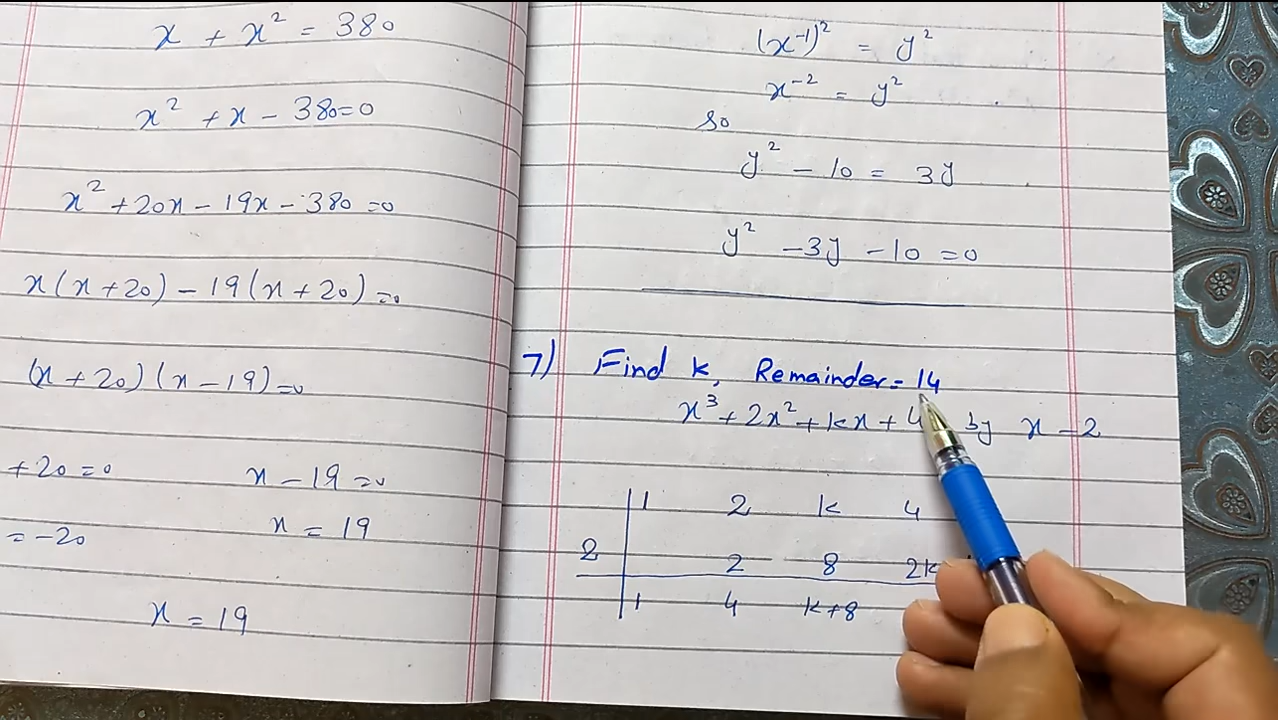 x + x² = 380
x² + x - 380=0
x² +20x - 19x - 380 =0
x(x+20) - 19(x+20)=0
(x+20)(x-19)=0
+20=0 x-19=0
= -20 x = 19
x = 19
(x⁻¹)² = y²
x⁻² = y²
so
y² - 10 = 3y
y² - 3y - 10 =0
7) Find k, Remainder= 14
x³ + 2x² + kx + 4 by x - 2
1 2 k 4
2 2 8 2k
1 4 k+8